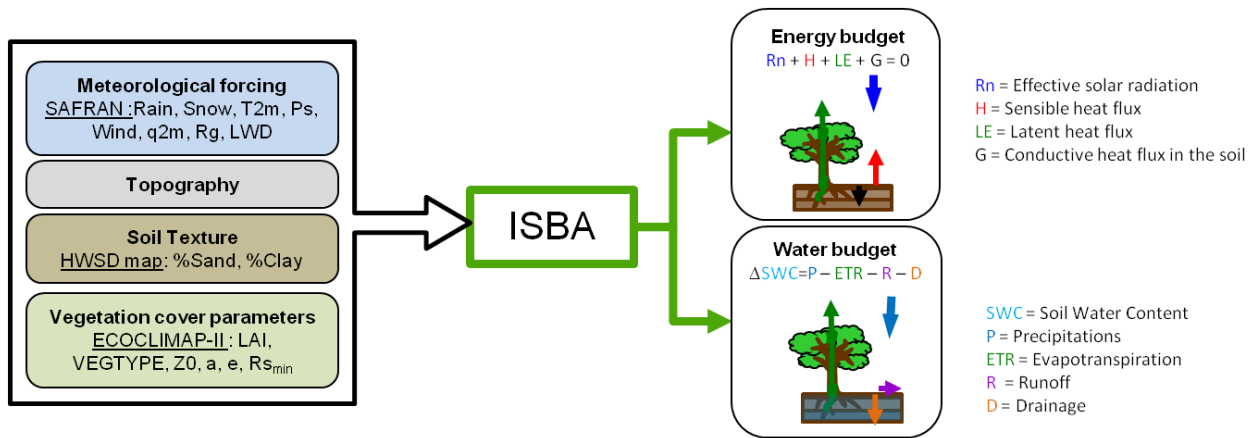 Meteorological forcing
SAFRAN :Rain, Snow, T2m, Ps,
Wind, q2m, Rg, LWD
Topography
Soil Texture
HWSD map: %Sand, %Clay
Vegetation cover parameters
ECOCLIMAP-II: LAI,
VEGTYPE, Z0, a, e, Rsmin
ISBA
Energy budget
Rn + H + LE + G = 0
Rn = Effective solar radiation
H = Sensible heat flux
LE = Latent heat flux
G = Conductive heat flux in the soil
Water budget
ΔSWC=P – ETR – R – D
SWC = Soil Water Content
P = Precipitations
ETR = Evapotranspiration
R = Runoff
D = Drainage